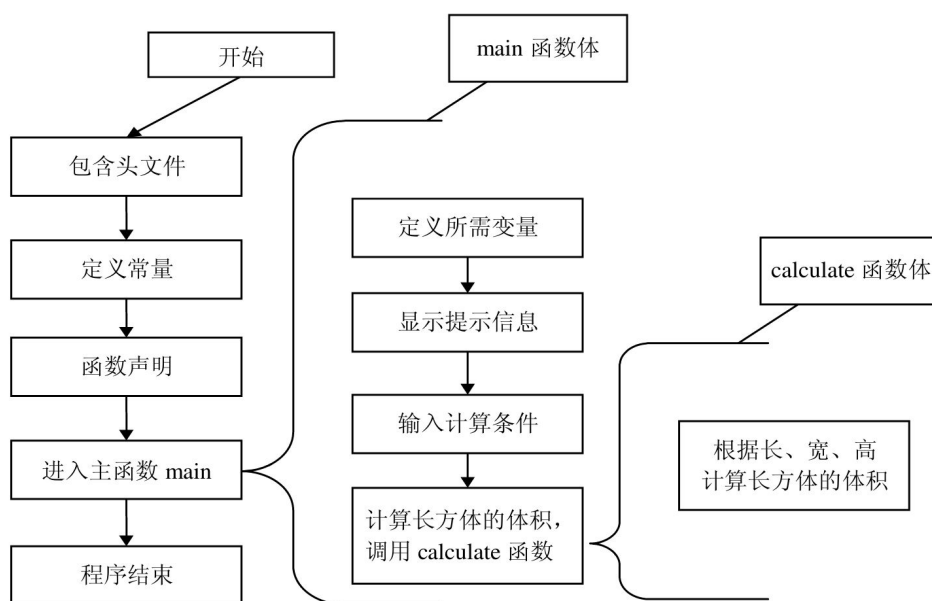 开始
包含头文件
定义常量
函数声明
进入主函数 main
程序结束
main 函数体
定义所需变量
显示提示信息
输入计算条件
计算长方体的体积，
调用 calculate 函数
calculate 函数体
根据长、宽、高
计算长方体的体积